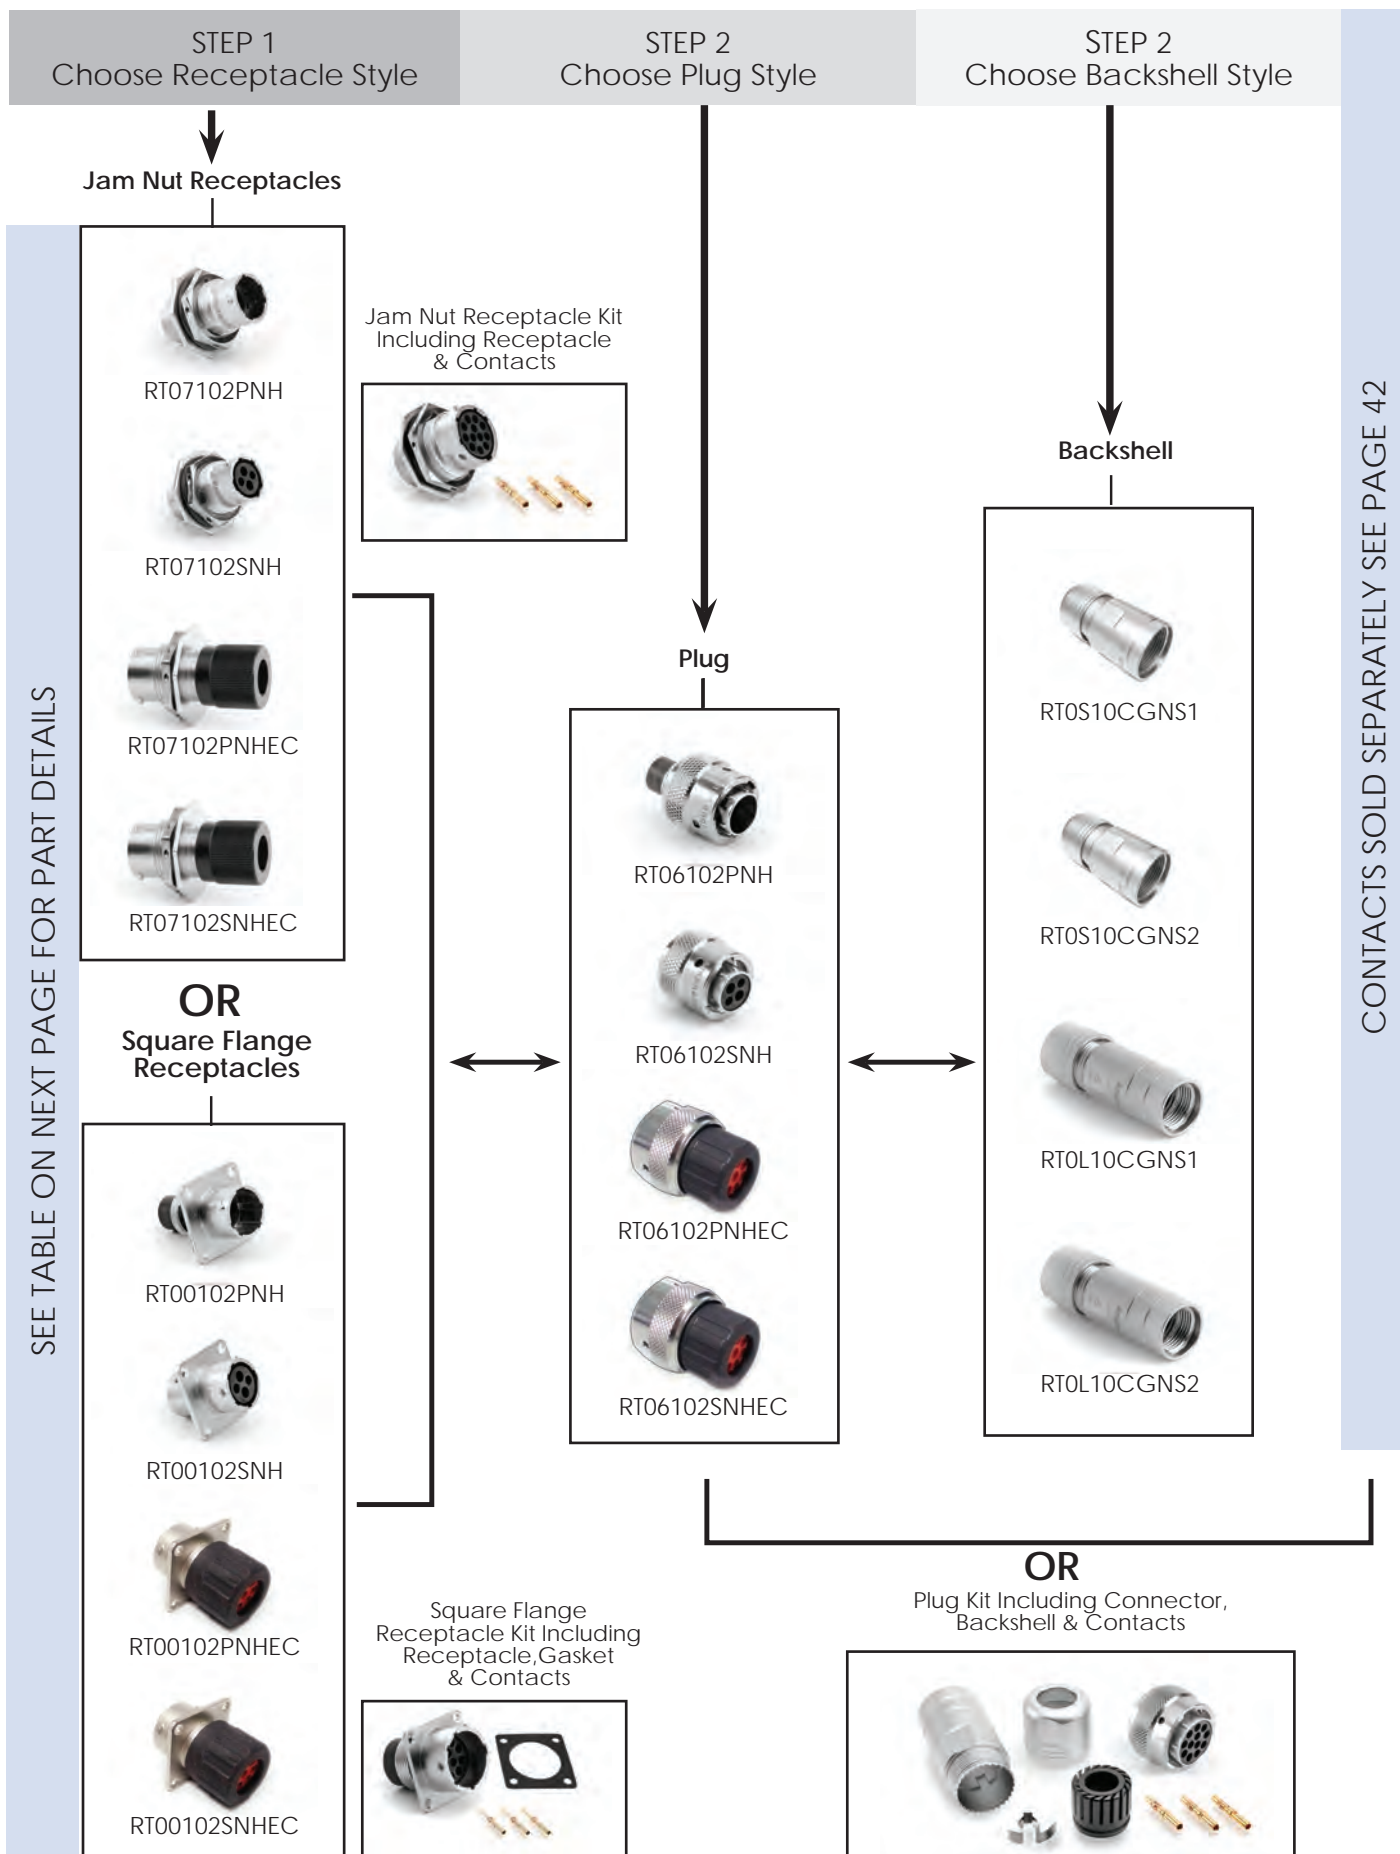 STEP 1
Choose Receptacle Style
STEP 2
Choose Plug Style
STEP 2
Choose Backshell Style
Jam Nut Receptacles
RT07102PNH
RT07102SNH
RT07102PNHEC
RT07102SNHEC
Jam Nut Receptacle Kit
Including Receptacle
& Contacts
OR
Square Flange
Receptacles
RT00102PNH
RT00102SNH
RT00102PNHEC
RT00102SNHEC
Square Flange
Receptacle Kit Including
Receptacle,Gasket
& Contacts
Plug
RT06102PNH
RT06102SNH
RT06102PNHEC
RT06102SNHEC
Backshell
RT0S10CGNS1
RT0S10CGNS2
RT0L10CGNS1
RT0L10CGNS2
OR
Plug Kit Including Connector,
Backshell & Contacts
SEE TABLE ON NEXT PAGE FOR PART DETAILS
CONTACTS SOLD SEPARATELY SEE PAGE 42